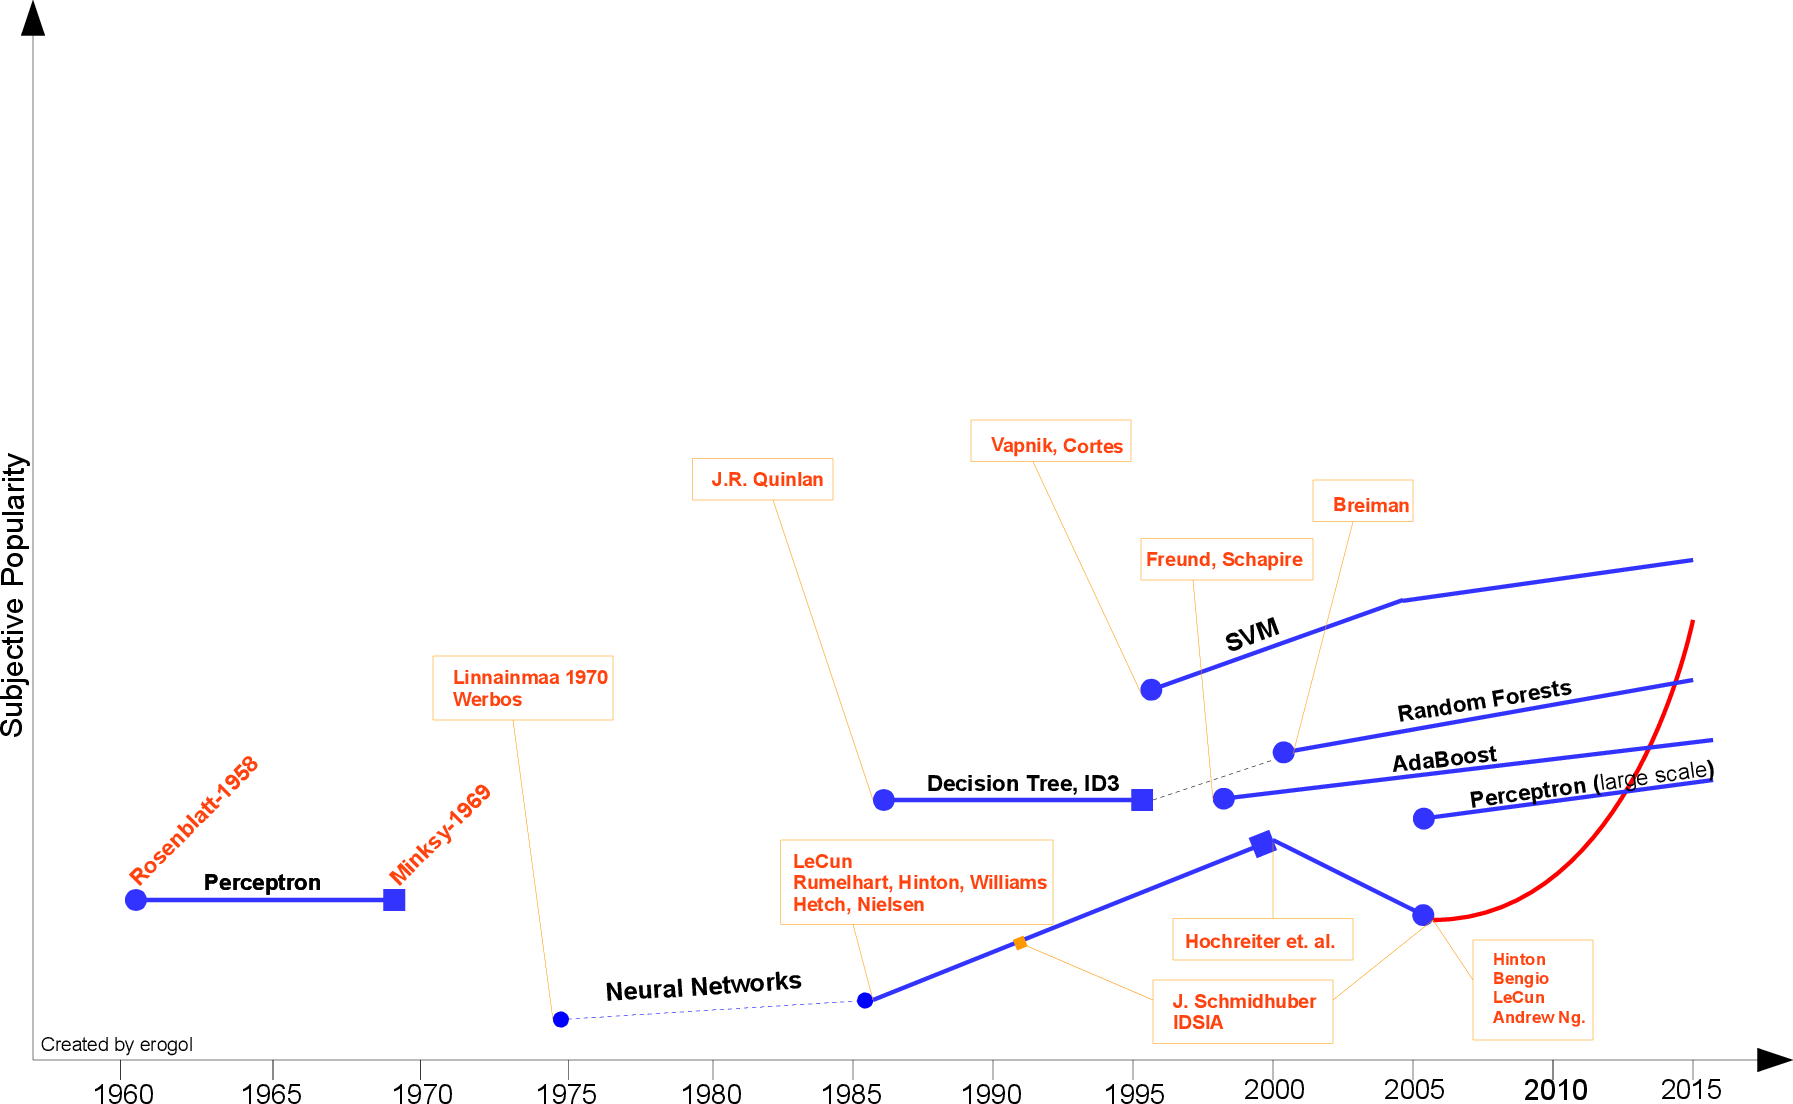 Subjective Popularity
Vapnik, Cortes
J.R. Quinlan
Breiman
Freund, Schapire
SVM
Linnainmaa 1970
Werbos
Random Forests
AdaBoost
Perceptron (large scale)
Decision Tree, ID3
Rosenblatt-1958
Minksy-1969
Perceptron
LeCun
Rumelhart, Hinton, Williams
Hetch, Nielsen
Hochreiter et. al.
Neural Networks
J. Schmidhuber
IDSIA
Hinton
Bengio
LeCun
Andrew Ng.
Created by erogol
1960 1965 1970 1975 1980 1985 1990 1995 2000 2005 2010 2015